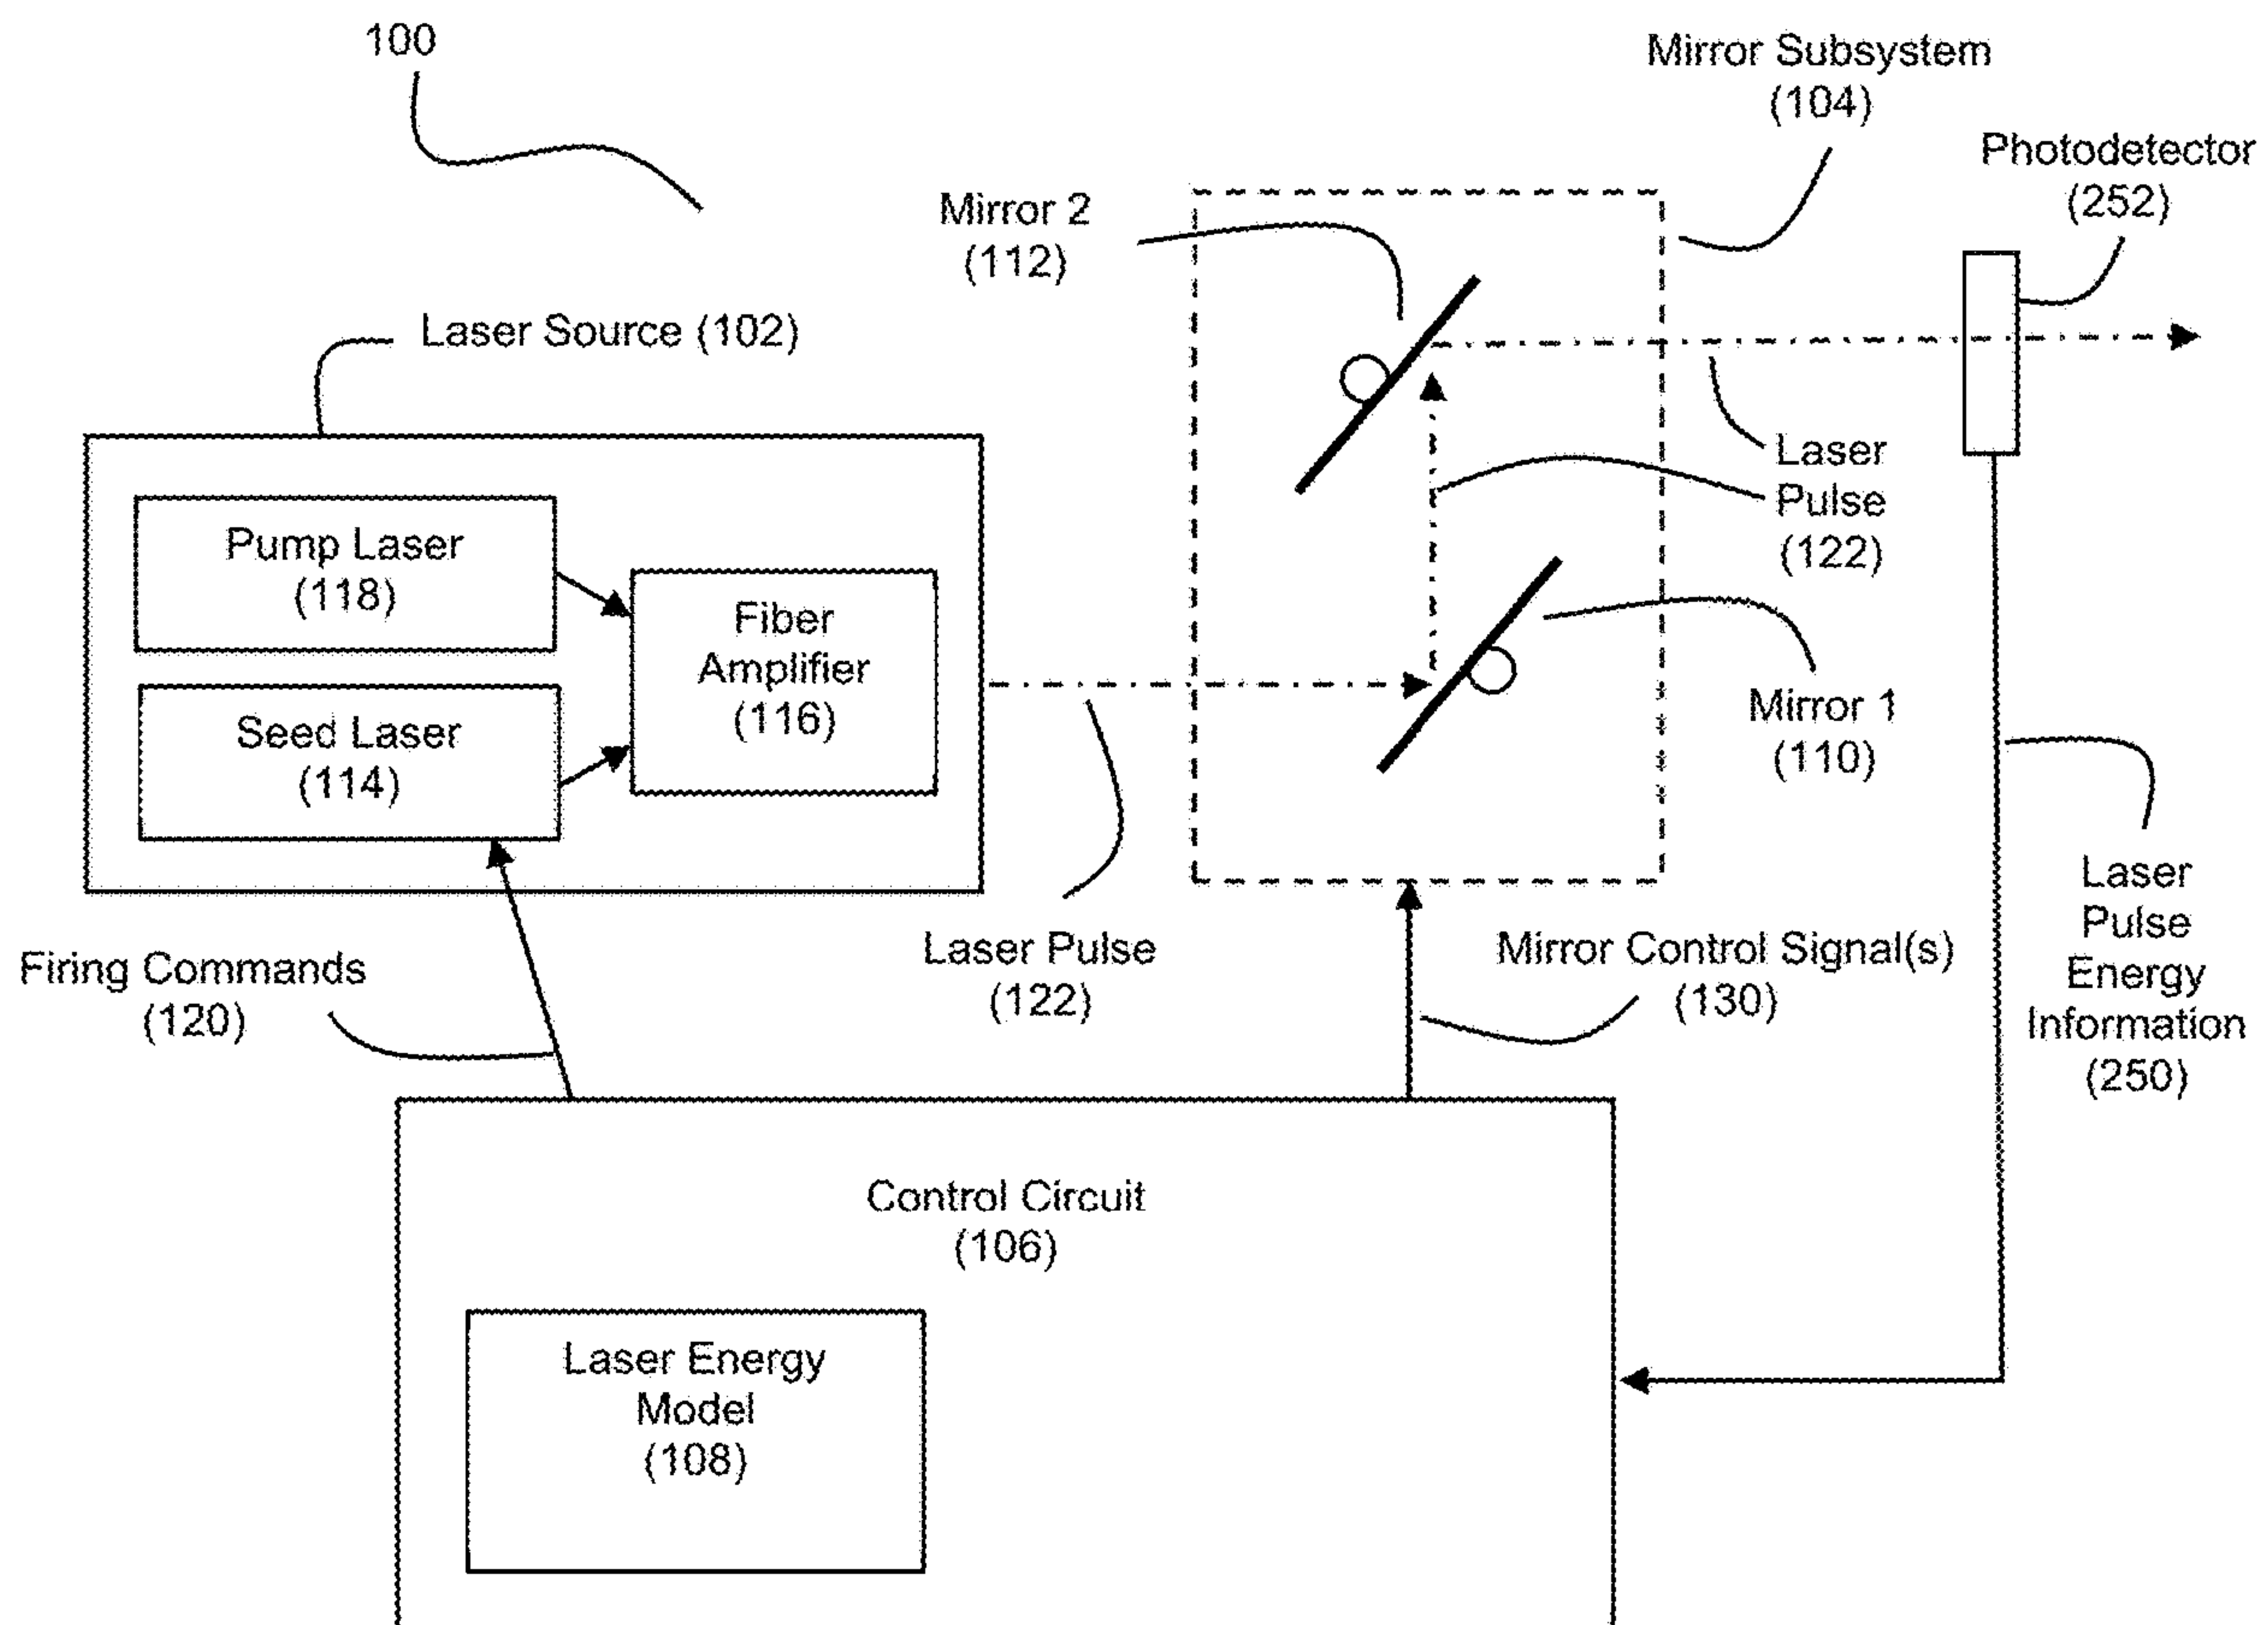 100
Mirror Subsystem
(104)
Photodetector
(252)
Mirror 2
(112)
Laser Source (102)
Pump Laser
(118)
Fiber
Amplifier
(116)
Seed Laser
(114)
Laser
Pulse
(122)
Mirror 1
(110)
Firing Commands
(120)
Laser Pulse
(122)
Mirror Control Signal(s)
(130)
Laser
Pulse
Energy
Information
(250)
Control Circuit
(106)
Laser Energy
Model
(108)